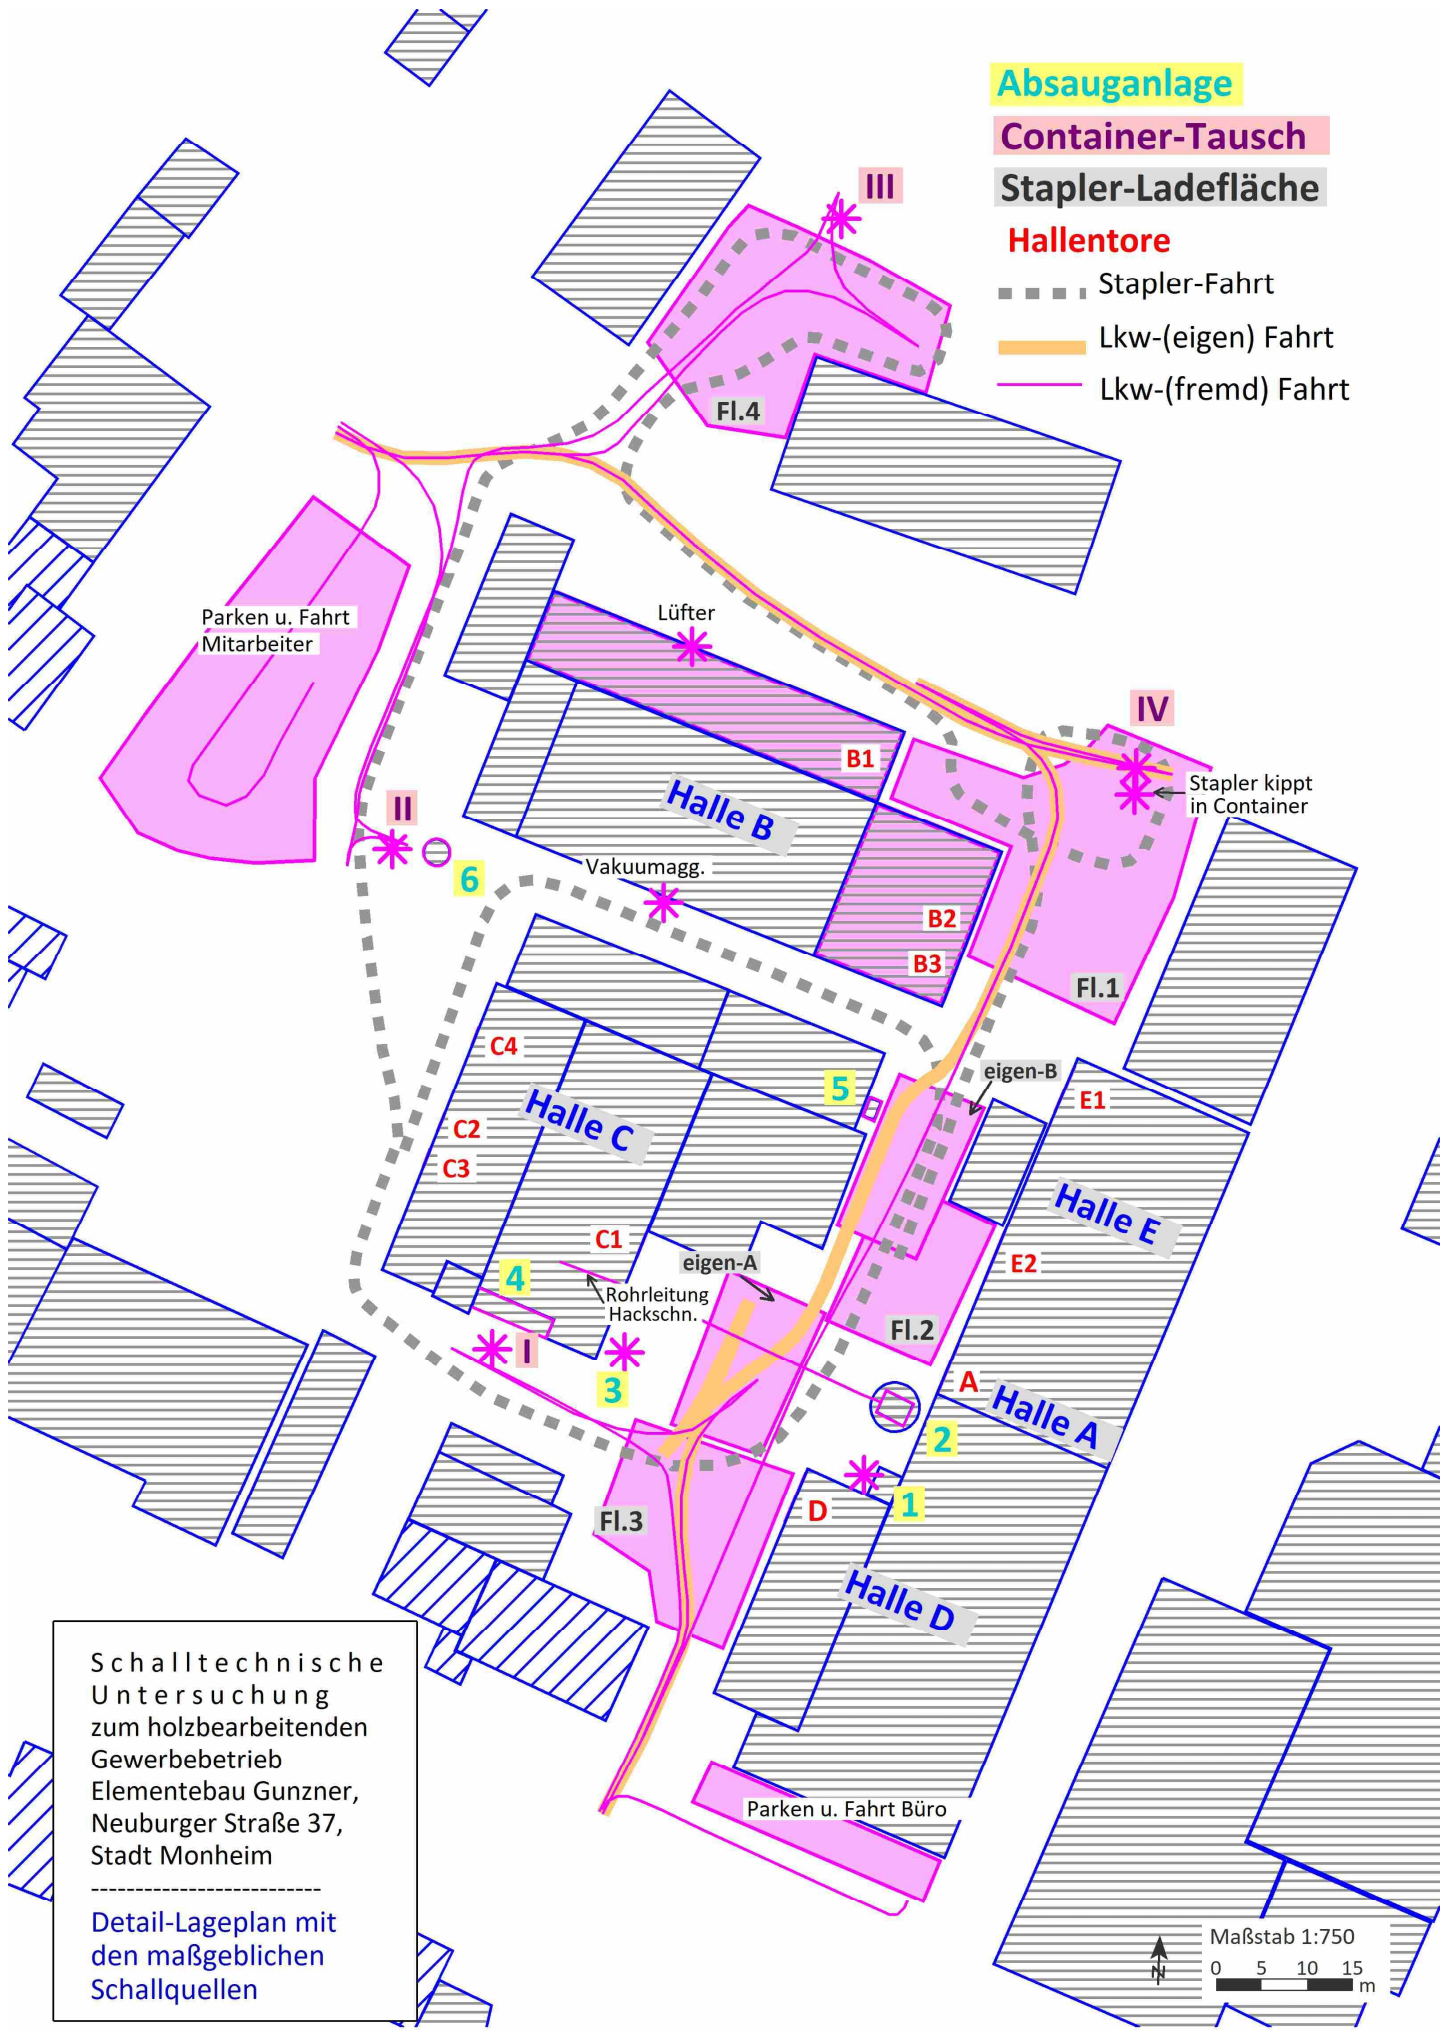 Absauganlage
III
Container-Tausch
Stapler-Ladefläche
Hallentore
Stapler-Fahrt
Lkw-(eigen) Fahrt
Lkw-(fremd) Fahrt
Fl.4
Parken u. Fahrt
Mitarbeiter
Lüfter
IV
B1
Stapler kippt
in Container
II
Halle B
Vakuumagg.
6
B2
B3
Fl.1
C4
eigen-B
5
E1
Halle C
C2
C3
Halle E
C1
eigen-A
E2
4
Rohrleitung
Hackschn.
Fl.2
I
3
A
Halle A
2
1
D
Fl.3
Halle D
Schalltechnische
Untersuchung
zum holzbearbeitenden
Gewerbebetrieb
Elementebau Gunzner,
Neuburger Straße 37,
Stadt Monheim
--------------------------
Detail-Lageplan mit
den maßgeblichen
Schallquellen
Parken u. Fahrt Büro
Maßstab 1:750
0 5 10 15
m
N